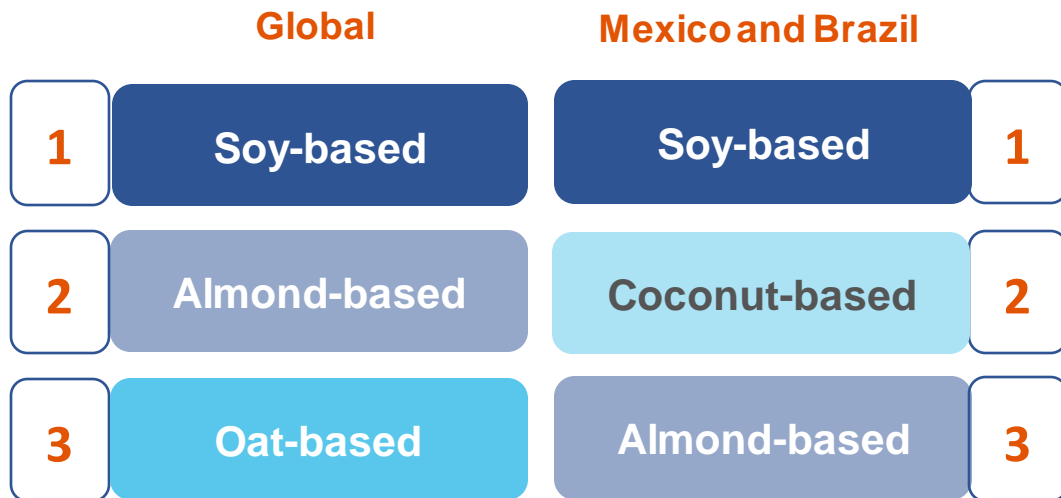 Global
Mexico and Brazil
1
Soy-based
Soy-based
1
2
Almond-based
Coconut-based
2
3
Oat-based
Almond-based
3